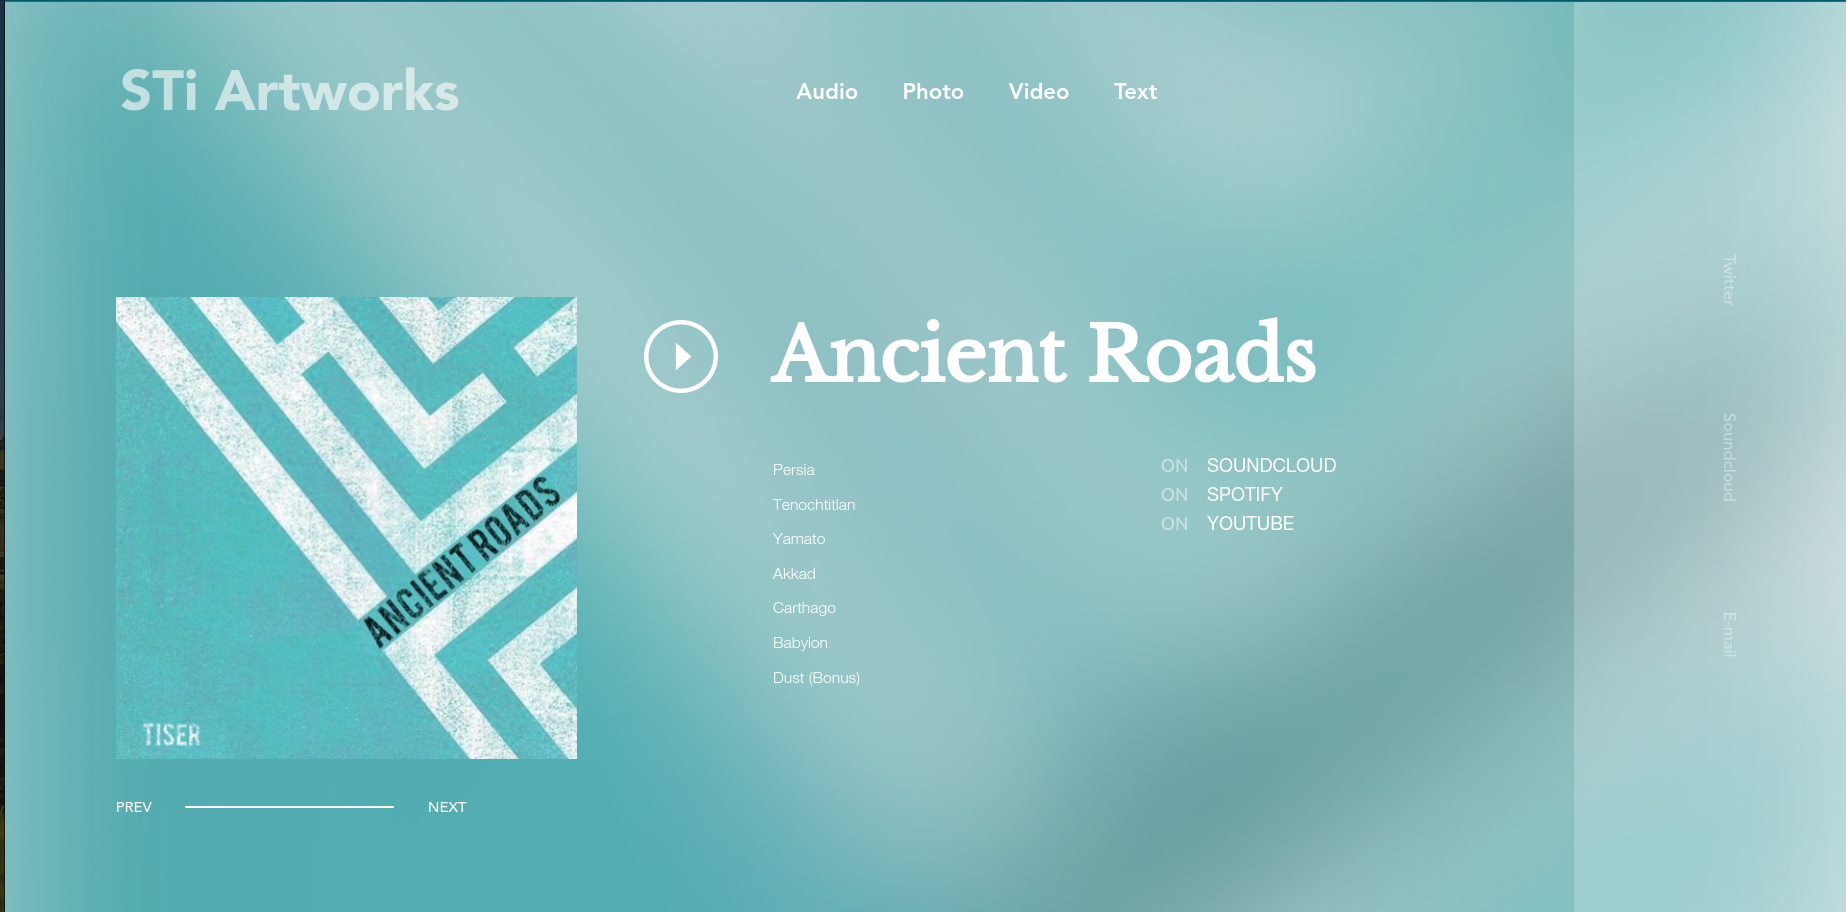 STi Artworks
Audio Photo Video Text
Ancient Roads
Persia
Tenochtitlan
Yamato
Akkad
Carthago
Babylon
Dust (Bonus)
ON SOUNDCLOUD
ON SPOTIFY
ON YOUTUBE
ANCIENT ROADS
TISER
PREV NEXT
Twitter
Soundcloud
E-mail